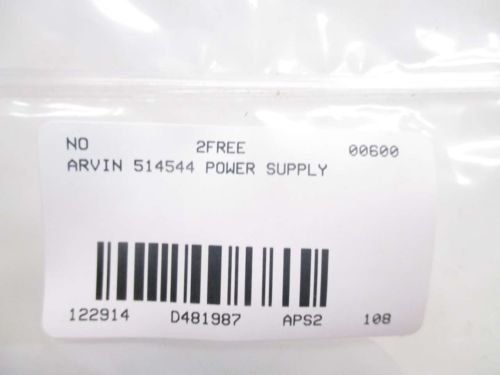 NO 2FREE 00600
ARVIN 514544 POWER SUPPLY
122914 D481987 APS2 108